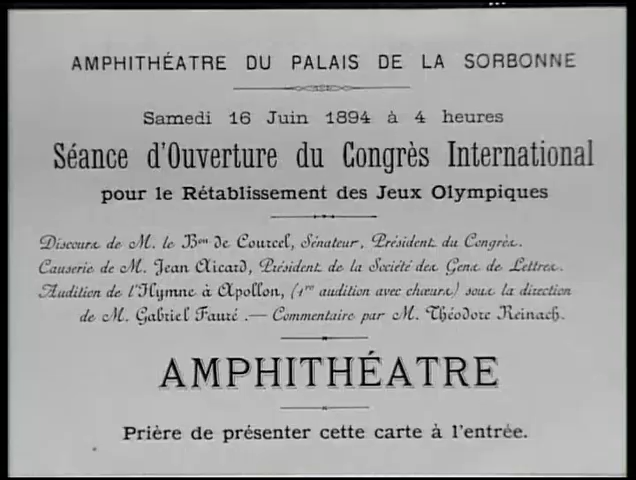 AMPHITHÉATRE DU PALAIS DE LA SORBONNE
Samedi 16 Juin 1894 à 4 heures
Séance d'Ouverture du Congrès International
pour le Rétablissement des Jeux Olympiques
Discours de M. le Bon de Courcel, Sénateur, Président du Congrès.
Causerie de M. Jean Aicard, Président de la Société des Gens de Lettres.
Audition de l'Hymne à Apollon, (1re audition avec chœurs) sous la direction
de M. Gabriel Fauré. — Commentaire par M. Théodore Reinach.
AMPHITHÉATRE
Prière de présenter cette carte à l'entrée.